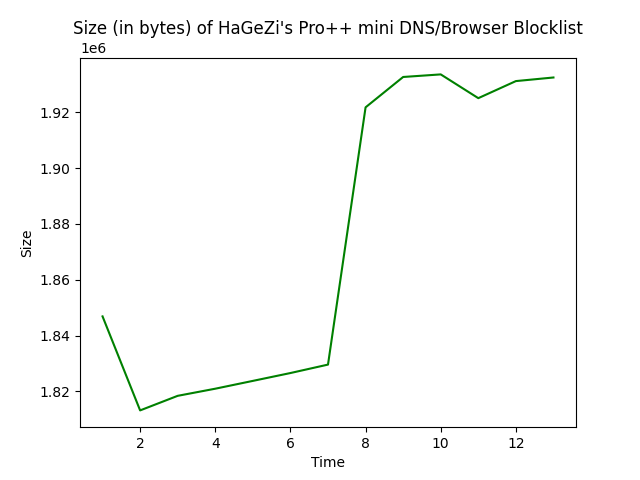 Size (in bytes) of HaGeZi's Pro++ mini DNS/Browser Blocklist
1e6
1.92
1.90
1.88
1.86
1.84
1.82
Size
2 4 6 8 10 12
Time